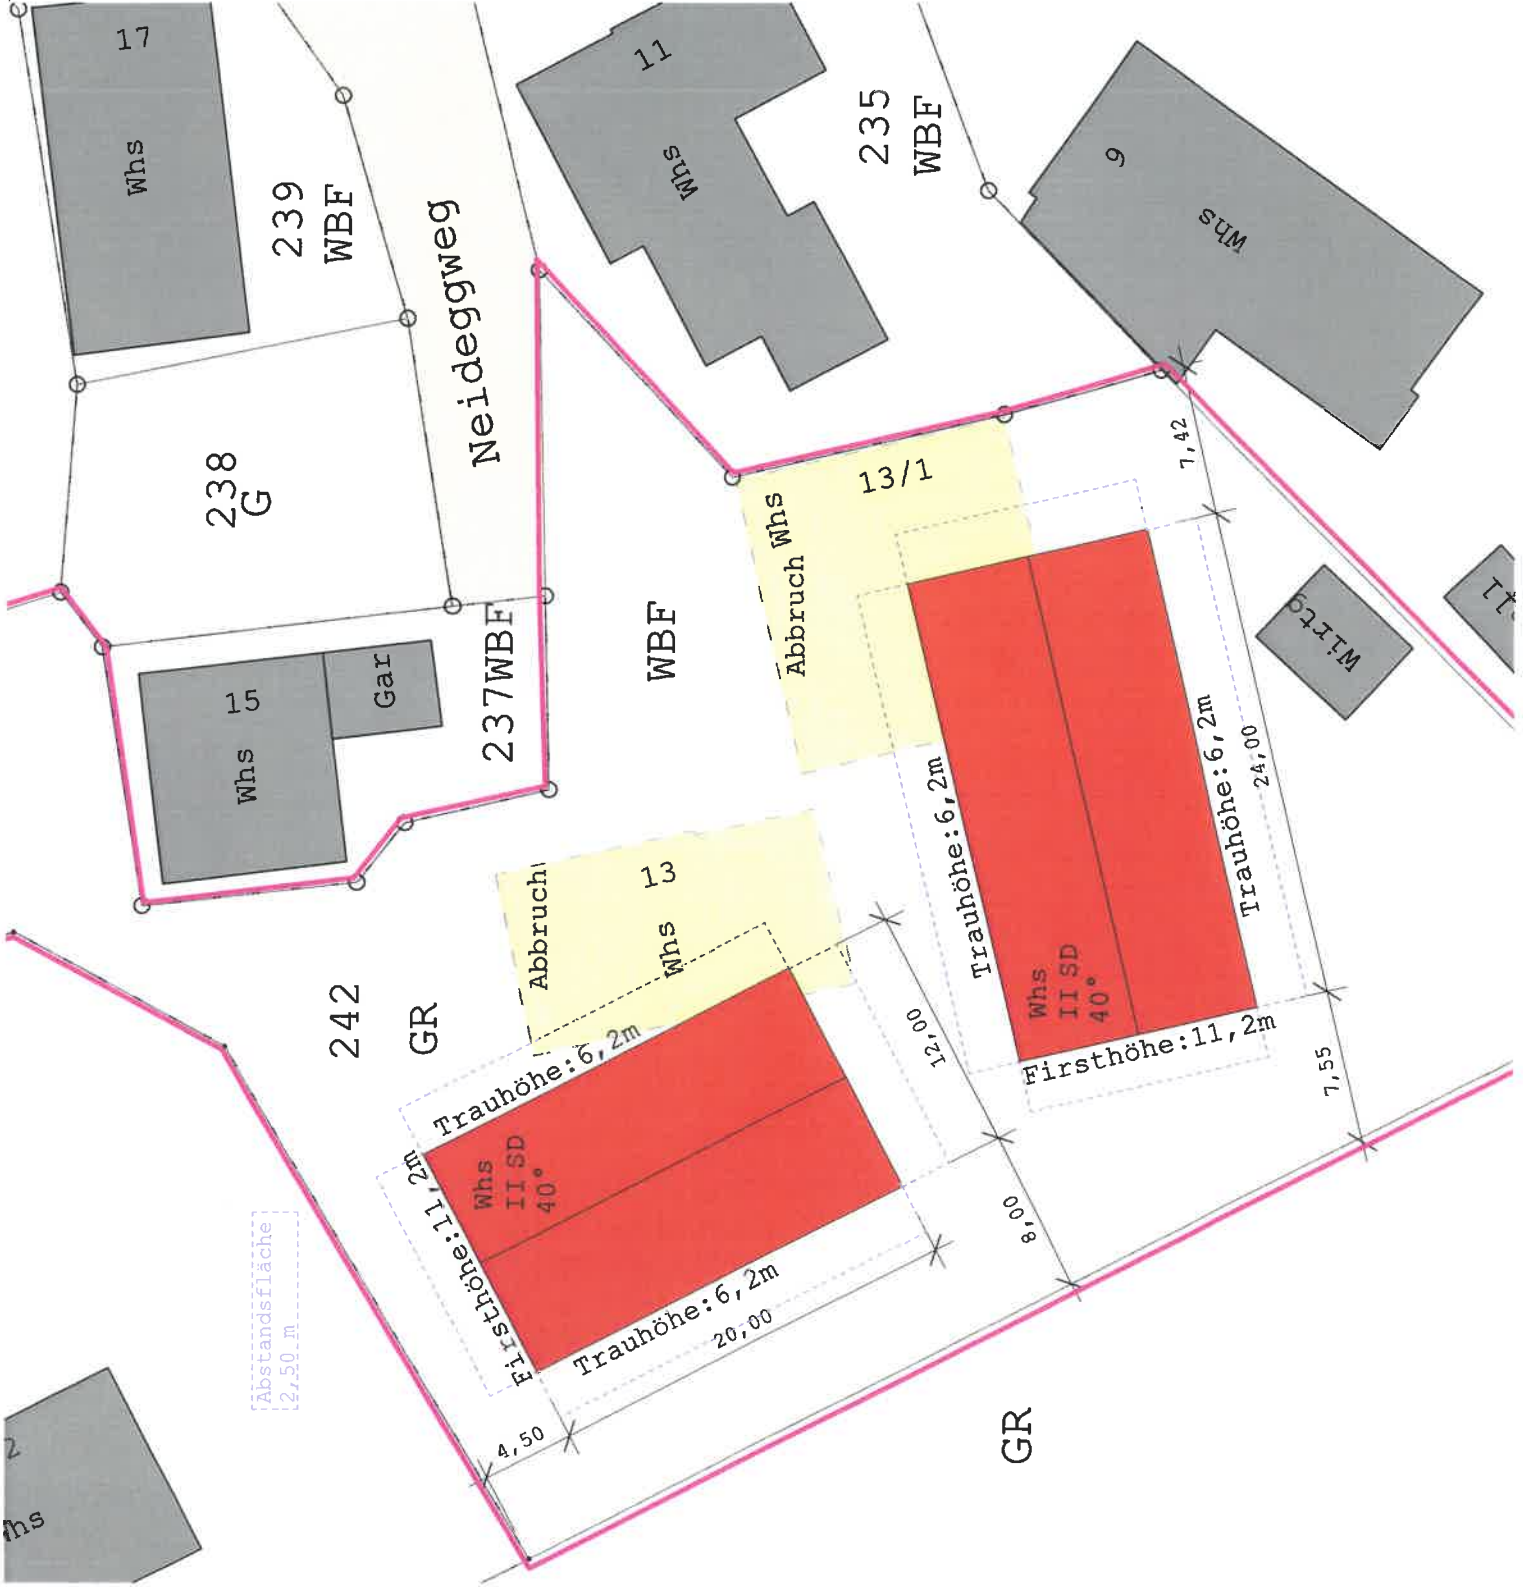 17
Whs
239
WBF
11
Whs
235
WBF
9
Whs
Neideggweg
238
G
15
Whs
Gar
237WBF
WBF
Abbruch Whs
13/1
7,42
Wirtg
Abbruch
13
Whs
242
GR
Trauhöhe:6,2m
Trauhöhe:6,2m
24,00
Whs
II SD
40°
Firsthöhe:11,2m
7,55
12,00
8,00
Trauhöhe:6,2m
Whs
II SD
40°
Firsthöhe:11,2m
Trauhöhe:6,2m
20,00
4,50
Abstandsfläche
2,50 m
GR
2